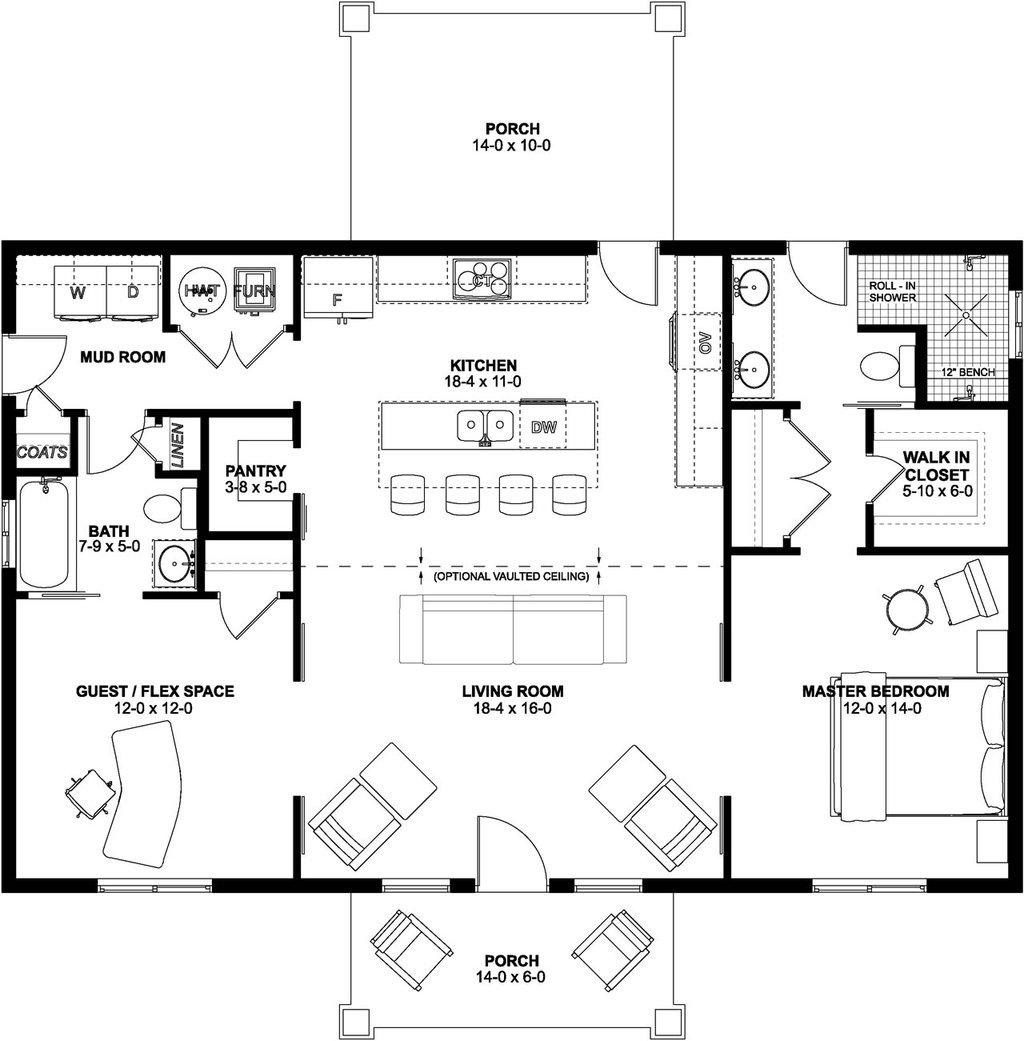 PORCH
14-0 x 10-0
W
D
HWT
FURN
F
CT
OV
ROLL - IN
SHOWER
12" BENCH
MUD ROOM
KITCHEN
18-4 x 11-0
DW
COATS
LINEN
PANTRY
3-8 x 5-0
WALK IN
CLOSET
5-10 x 6-0
BATH
7-9 x 5-0
(OPTIONAL VAULTED CEILING)
GUEST / FLEX SPACE
12-0 x 12-0
LIVING ROOM
18-4 x 16-0
MASTER BEDROOM
12-0 x 14-0
PORCH
14-0 x 6-0